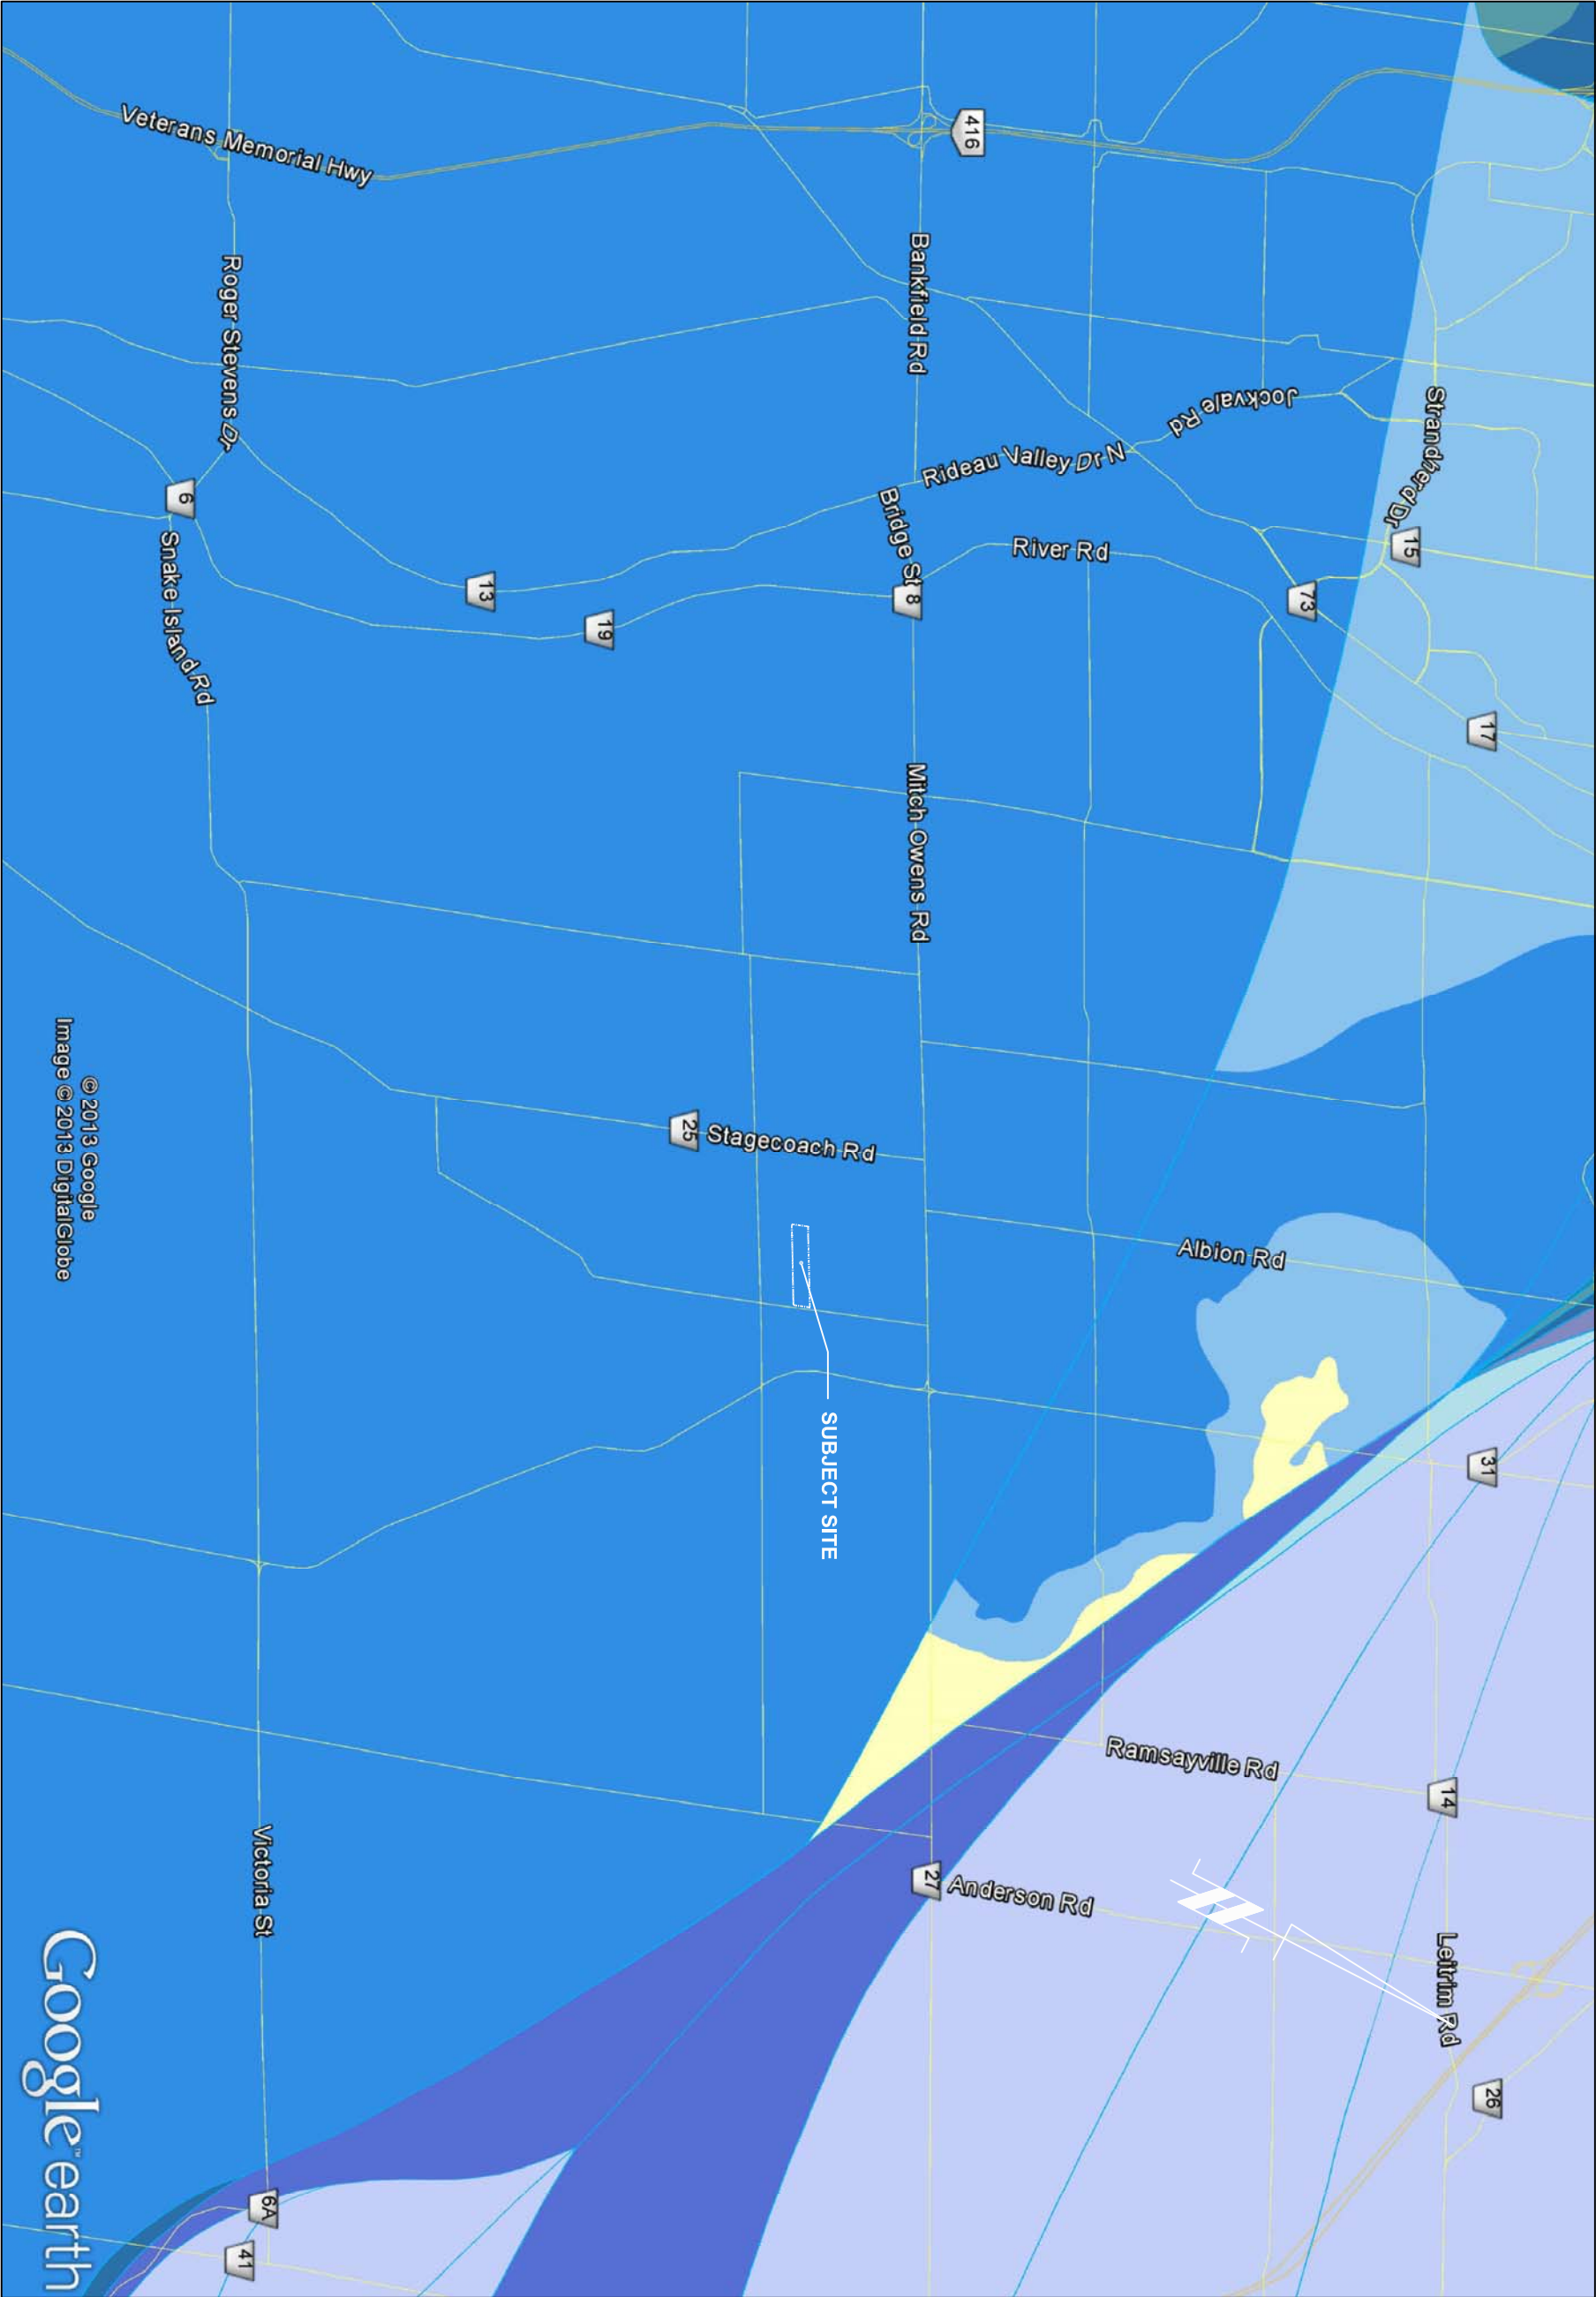 17
31
26
Strandherd Dr
14
Leitrim Rd
15
73
Jockvale Rd
Albion Rd
Ramsayville Rd
River Rd
Rideau Valley Dr N
Anderson Rd
416
Bankfield Rd
Bridge St
8
Mitch Owens Rd
27
SUBJECT SITE
Stagecoach Rd
25
19
13
Veterans Memorial Hwy
Roger Stevens Dr
6
Snake Island Rd
Victoria St
6A
41
© 2013 Google
Image © 2013 DigitalGlobe
Google™ earth